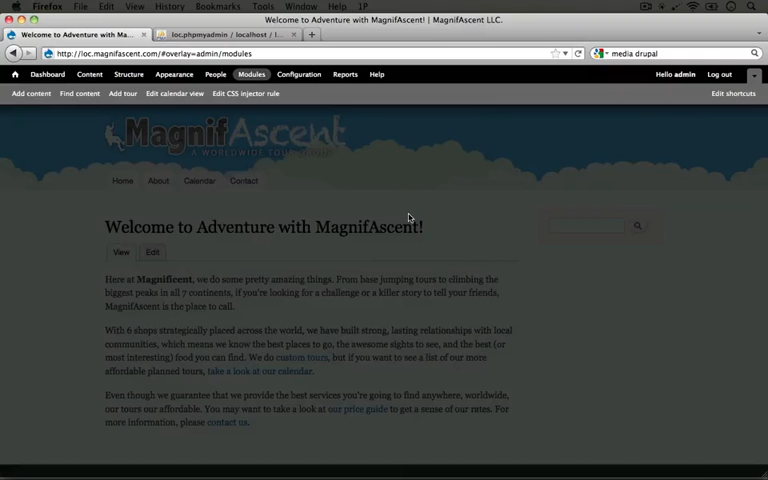 Firefox File Edit View History Bookmarks Tools Window Help 1P
Welcome to Adventure with MagnifAscent! | MagnifAscent LLC.
Welcome to Adventure with Ma... loc.phpmyadmin / localhost / l...
http://loc.magnifascent.com/#overlay=admin/modules media drupal
Dashboard Content Structure Appearance People Modules Configuration Reports Help Hello admin Log out
Add content Find content Add tour Edit calendar view Edit CSS injector rule Edit shortcuts
MagnifAscent
Home About Calendar Contact
Welcome to Adventure with MagnifAscent!
View Edit
Here at Magnificent, we do some pretty amazing things. From base jumping tours to climbing the
biggest peaks in all 7 continents, if you're looking for a challenge or a killer story to tell your friends,
MagnifAscent is the place to call.
With 6 shops strategically placed across the world, we have built strong, lasting relationships with local
communities, which means we know the best places to go, the awesome sights to see, and the best (or
most interesting) food you can find. We do custom tours, but if you want to see a list of our more
affordable planned tours, take a look at our calendar.
Even though we guarantee that we provide the best services you're going to find anywhere, worldwide,
our tours our affordable. You may want to take a look at our price guide to get a sense of our rates. For
more information, please contact us.